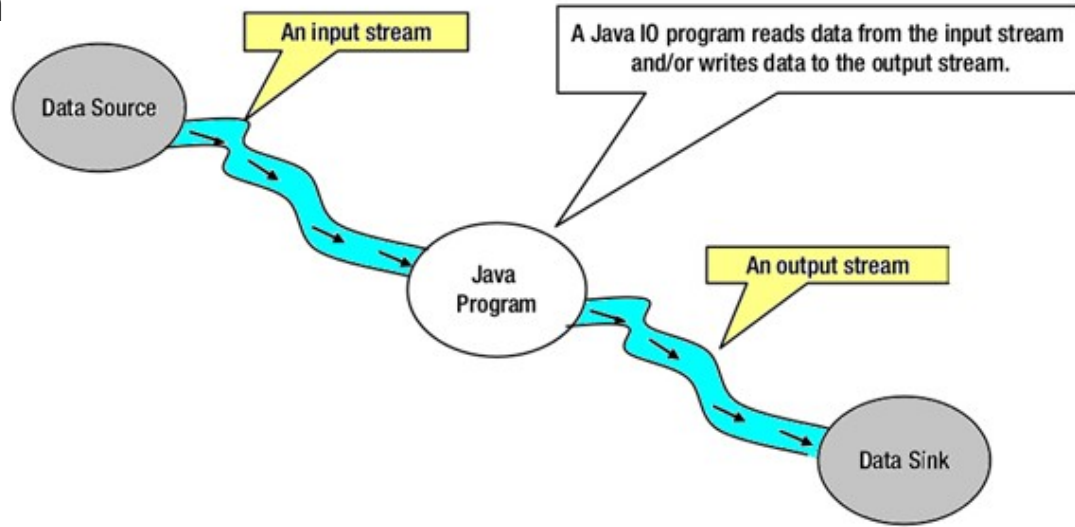 An input stream
A Java IO program reads data from the input stream
and/or writes data to the output stream.
Data Source
Java
Program
An output stream
Data Sink